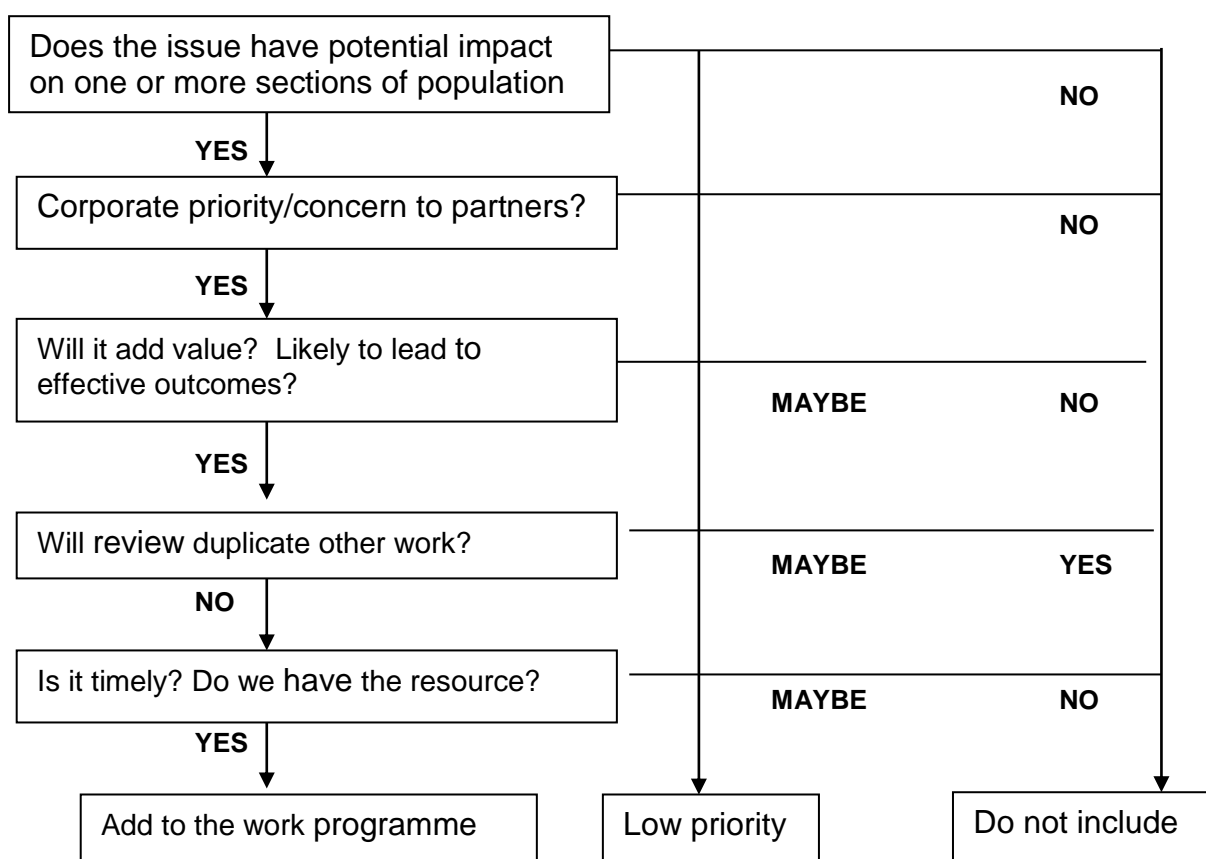 Does the issue have potential impact
on one or more sections of population
NO
YES
Corporate priority/concern to partners?
NO
YES
Will it add value?  Likely to lead to
effective outcomes?
MAYBE
NO
YES
Will review duplicate other work?
MAYBE
YES
NO
Is it timely? Do we have the resource?
MAYBE
NO
YES
Add to the work programme
Low priority
Do not include